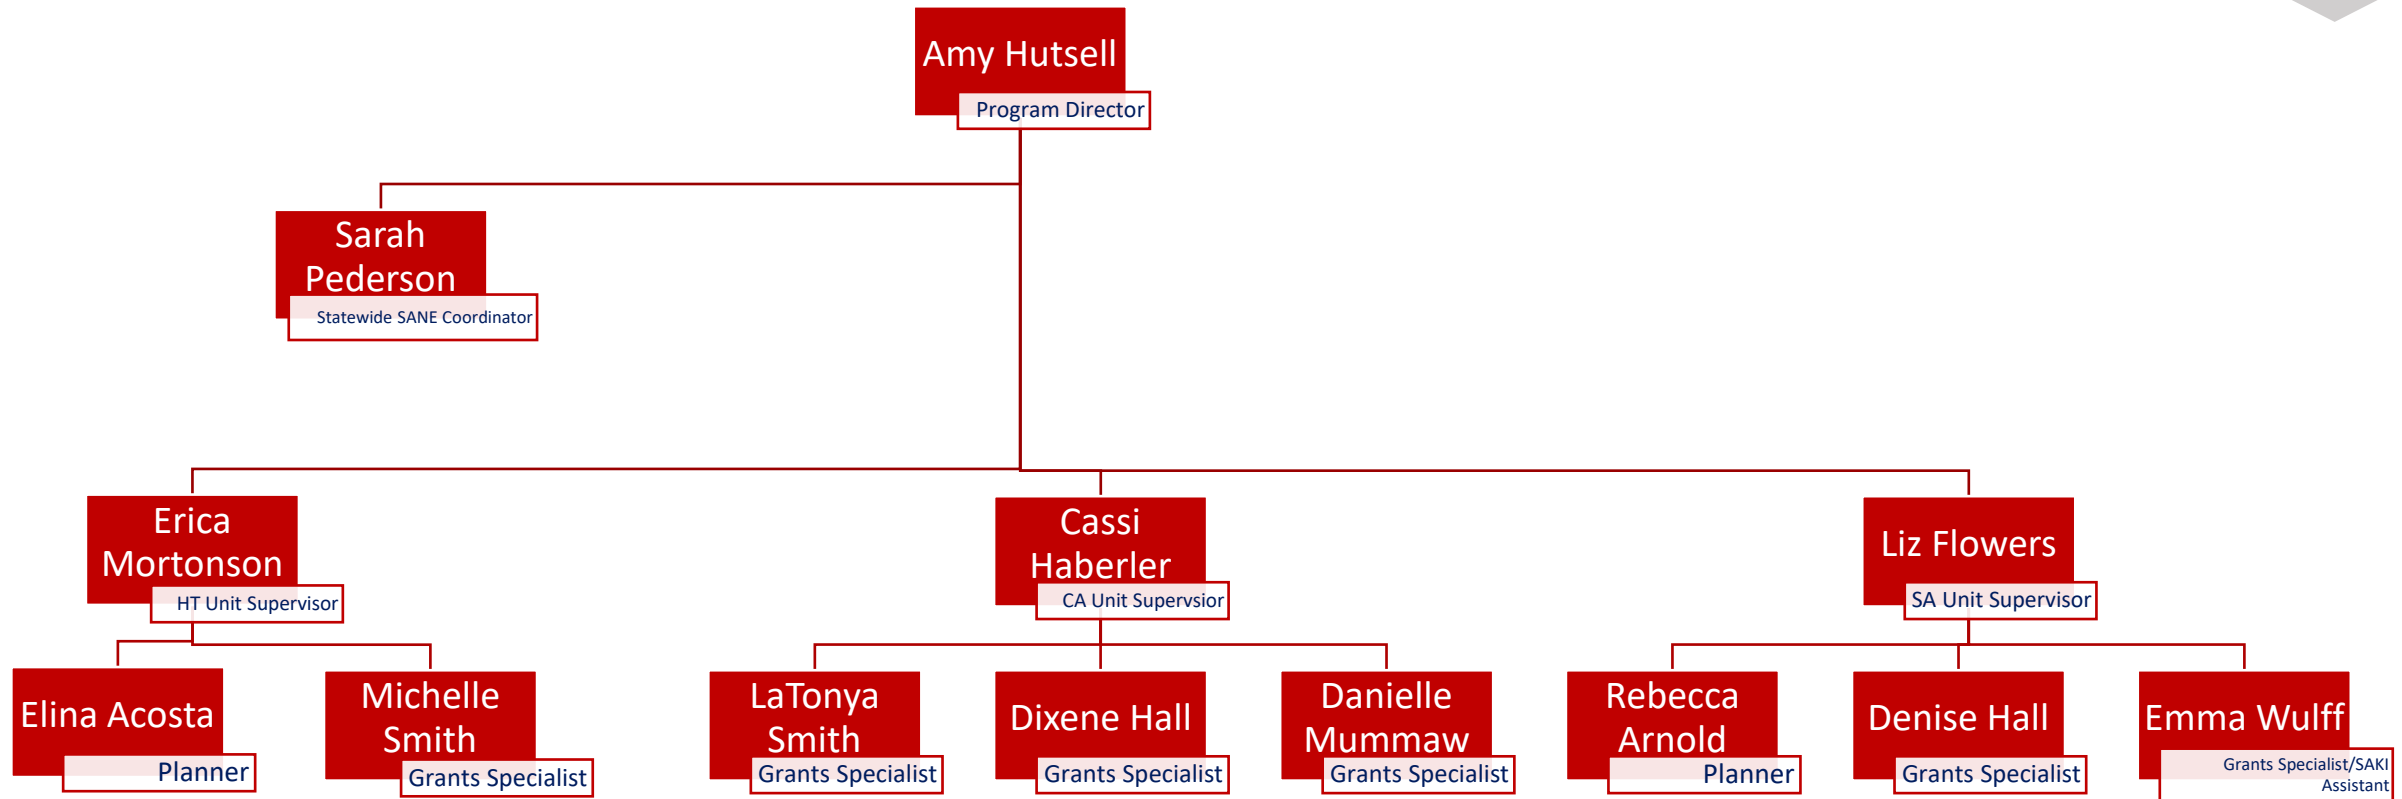 Amy Hutsell
Program Director
Sarah
Pederson
Statewide SANE Coordinator
Erica
Mortonson
HT Unit Supervisor
Cassi
Haberler
CA Unit Supervsior
Liz Flowers
SA Unit Supervisor
Elina Acosta
Planner
Michelle
Smith
Grants Specialist
LaTonya
Smith
Grants Specialist
Dixene Hall
Grants Specialist
Danielle
Mummaw
Grants Specialist
Rebecca
Arnold
Planner
Denise Hall
Grants Specialist
Emma Wulff
Grants Specialist/SAKI
Assistant